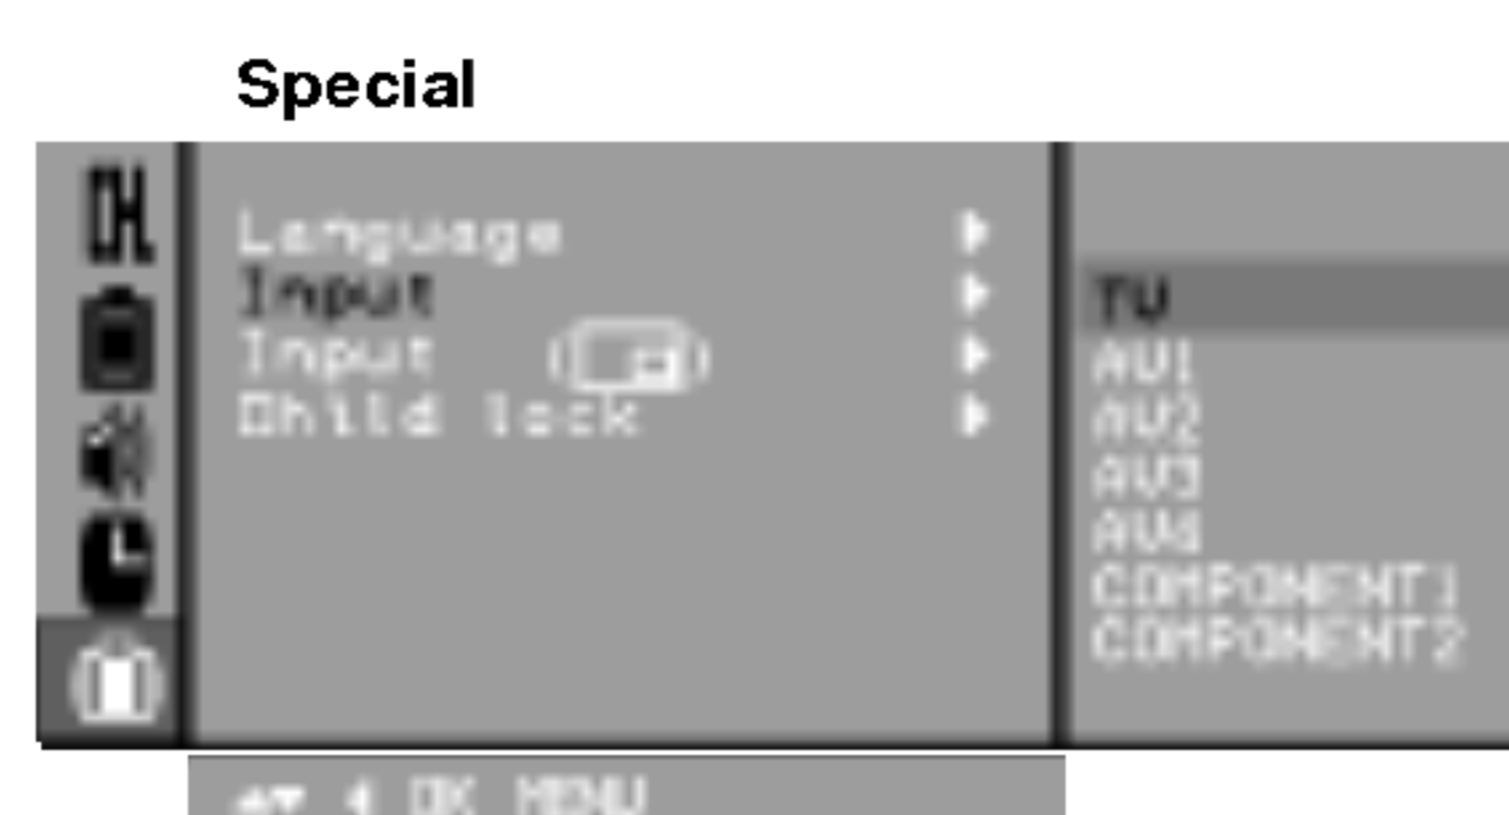 Special
Language
Input
Input
Child lock
TV
AV1
AV2
AV3
AV4
COMPONENT1
COMPONENT2
OK MENU